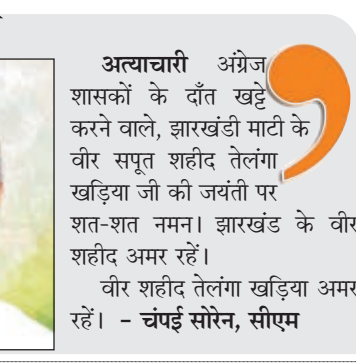 अत्याचारी अंग्रेज
शासकों के दाँत खट्टे
करने वाले, झारखंडी माटी के
वीर सपूत शहीद तेलंगा
खड़िया जी की जयंती पर
शत-शत नमन। झारखंड के वीर
शहीद अमर रहें।
वीर शहीद तेलंगा खड़िया अमर
रहें। – चंपई सोरेन, सीएम